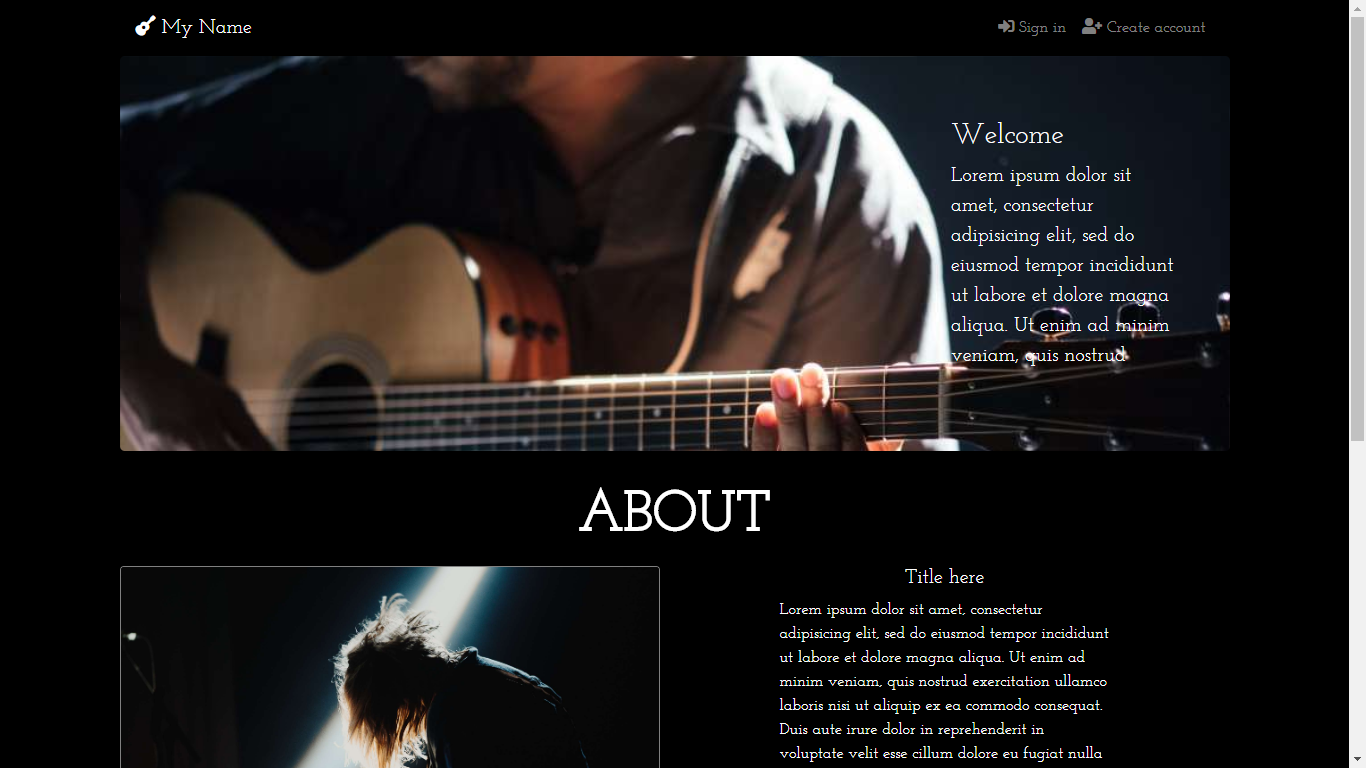 My Name
Sign in
Create account
Welcome
Lorem ipsum dolor sit
amet, consectetur
adipisicing elit, sed do
eiusmod tempor incididunt
ut labore et dolore magna
aliqua. Ut enim ad minim
veniam, quis nostrud
ABOUT
Title here
Lorem ipsum dolor sit amet, consectetur
adipisicing elit, sed do eiusmod tempor incididunt
ut labore et dolore magna aliqua. Ut enim ad
minim veniam, quis nostrud exercitation ullamco
laboris nisi ut aliquip ex ea commodo consequat.
Duis aute irure dolor in reprehenderit in
voluptate velit esse cillum dolore eu fugiat nulla